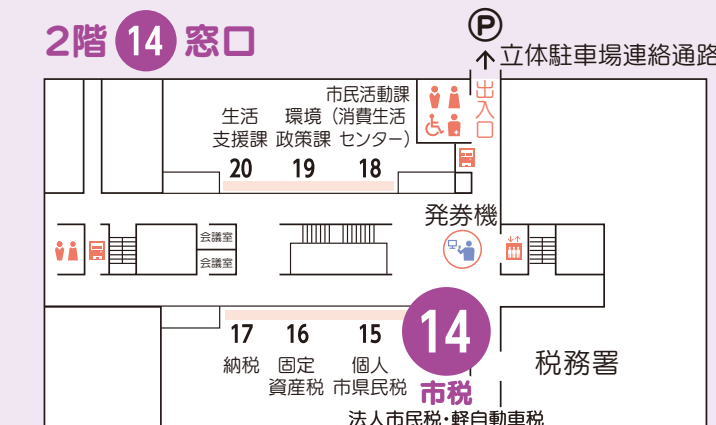 2階 14 窓口
P
立体駐車場連絡通路
出入口
市民活動課
生活 環境 (消費生活
支援課 政策課 センター)
20 19 18
発券機
会議室
会議室
17 16 15 14
納税 固定 個人 税務署
資産税 市県民税 市税
法人市民税・軽自動車税